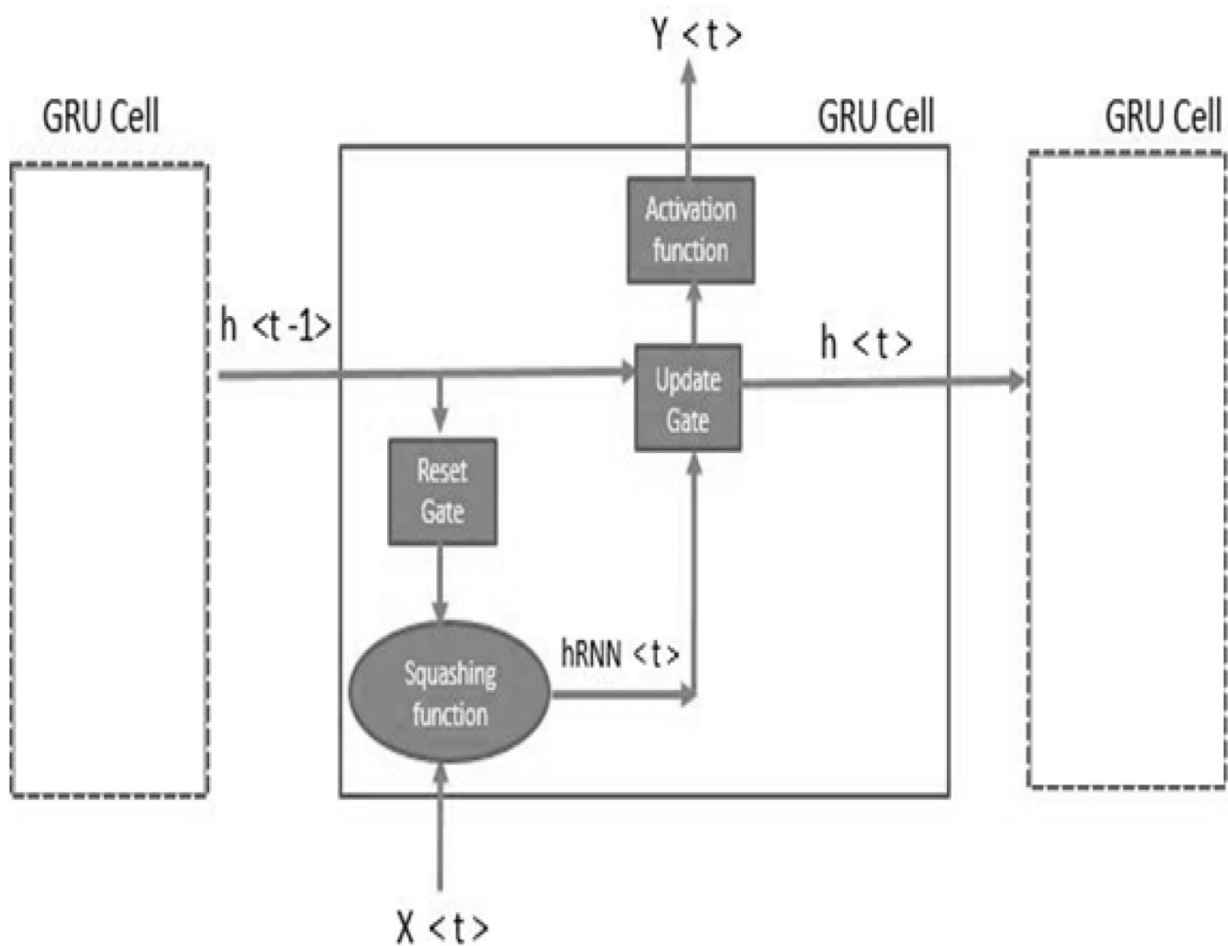 Y <t>
GRU Cell
GRU Cell
GRU Cell
Activation
function
h <t-1>
h <t>
Update
Gate
Reset
Gate
hRNN <t>
Squashing
function
X <t>